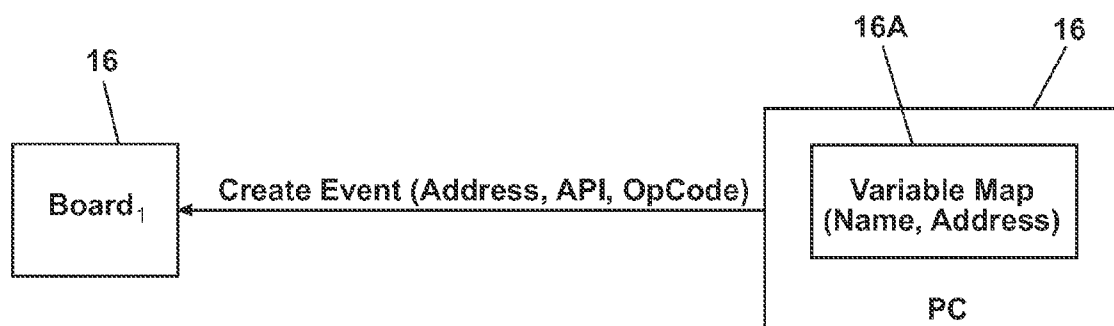 16A
16
16
Board1
Create Event (Address, API, OpCode)
Variable Map
(Name, Address)
PC